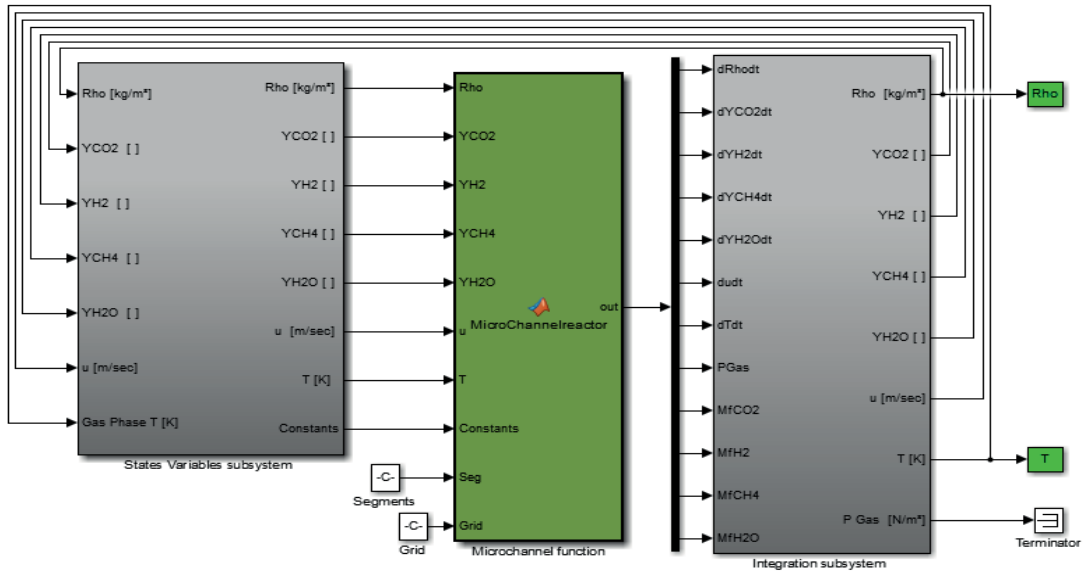 Rho [kg/m³]
YCO2 [ ]
YH2 [ ]
YCH4 [ ]
YH2O [ ]
u [m/sec]
Gas Phase T [K]
Rho [kg/m³]
YCO2 [ ]
YH2 [ ]
YCH4 [ ]
YH2O [ ]
u [m/sec]
T [K]
Constants
States Variables subsystem
-C-
Segments
-C-
Grid
Rho
YCO2
YH2
YCH4
YH2O
u
T
Constants
Seg
Grid
MicroChannelreactor
out
Microchannel function
dRhodt
dYCO2dt
dYH2dt
dYCH4dt
dYH2Odt
dudt
dTdt
PGas
MfCO2
MfH2
MfCH4
MfH2O
Rho [kg/m³]
YCO2 [ ]
YH2 [ ]
YCH4 [ ]
YH2O [ ]
u [m/sec]
T [K]
P Gas [N/m²]
Integration subsystem
Rho
T
Terminator